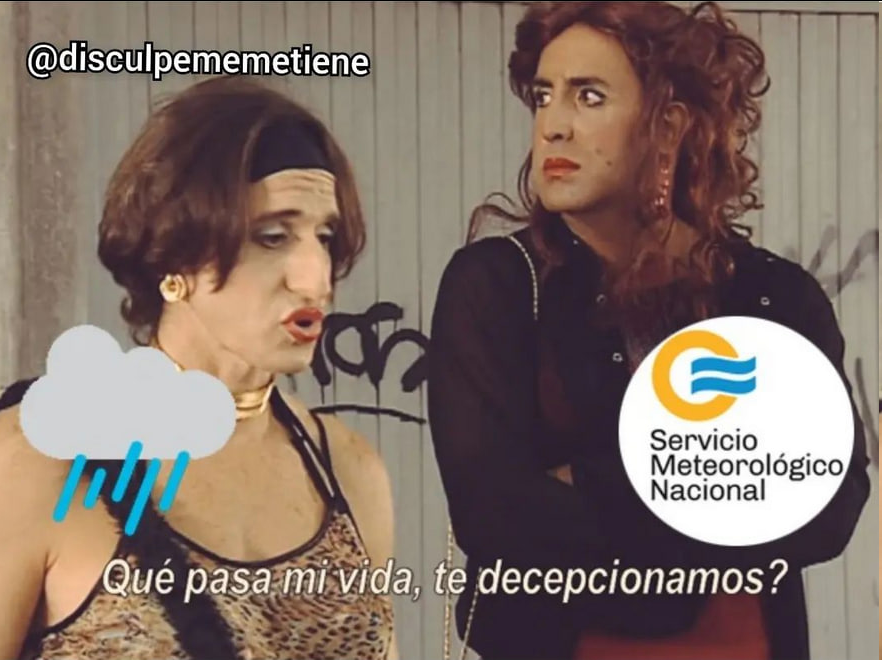 @disculpememetiene
Servicio
Meteorológico
Nacional
Qué pasa mi vida, te decepcionamos?